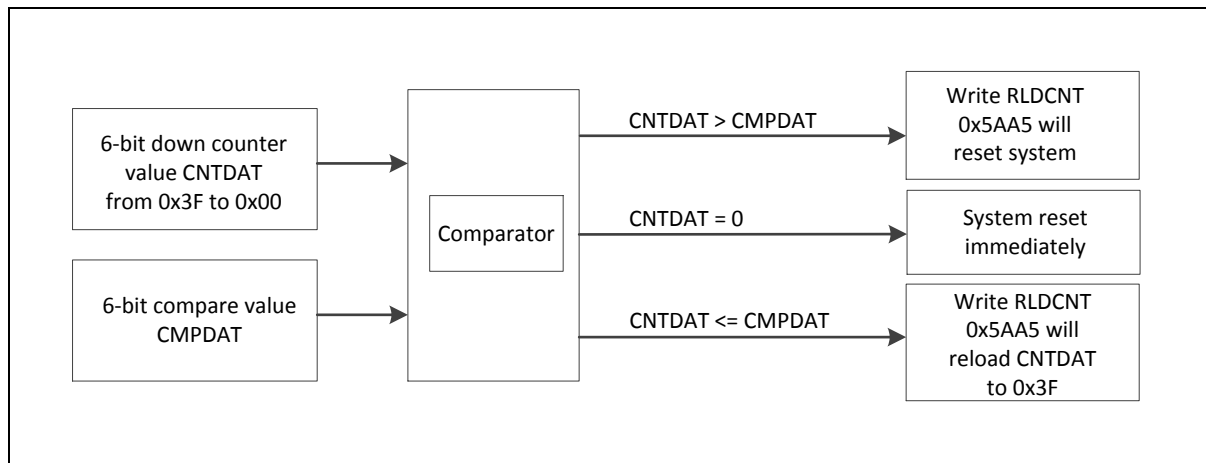 6-bit down counter
value CNTDAT
from 0x3F to 0x00
6-bit compare value
CMPDAT
Comparator
CNTDAT > CMPDAT
CNTDAT = 0
CNTDAT <= CMPDAT
Write RLDCNT
0x5AA5 will
reset system
System reset
immediately
Write RLDCNT
0x5AA5 will
reload CNTDAT
to 0x3F